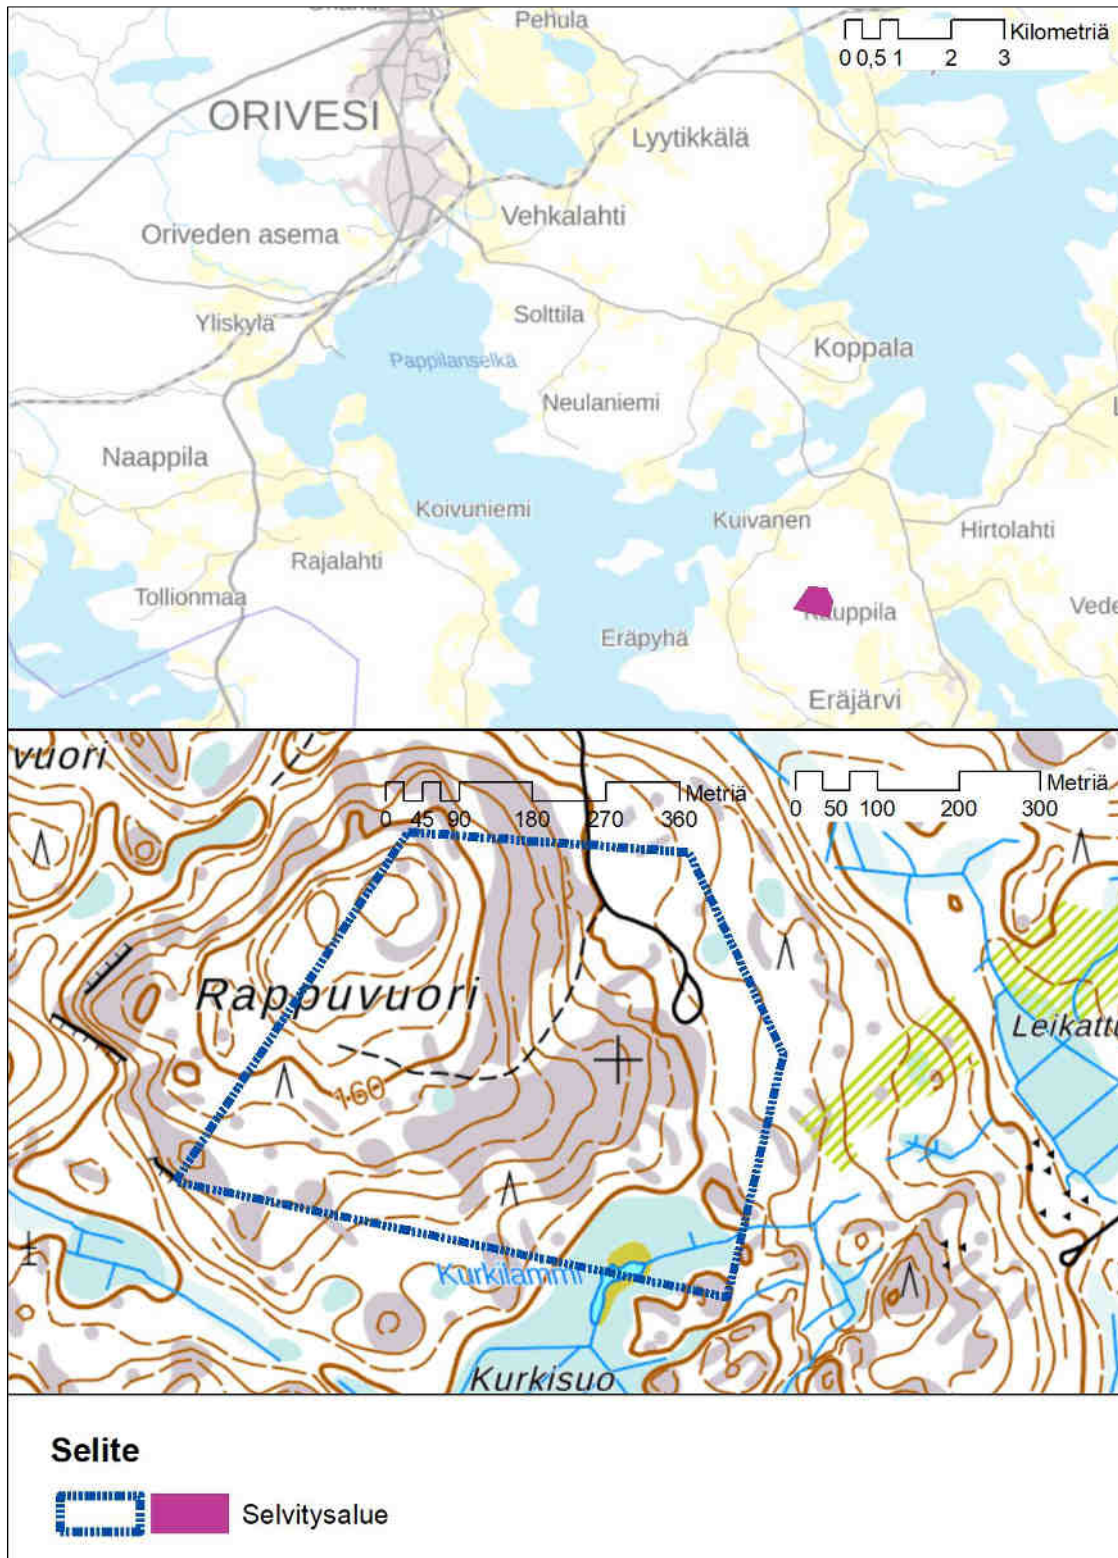 Pehula
Kilometriä
0 0,5 1 2 3
ORIVESI
Lyytikkälä
Vehkalahti
Oriveden asema
Solttila
Yliskylä
Koppala
Pappilanselkä
Neulaniemi
Naappila
Koivuniemi
Kuivanen
Hirtolahti
Rajalahti
Tollionmaa
Vede
Eräpyhä
Eräjärvi
vuori
Metriä
0 45 90 180 270 360
Metriä
0 50 100 200 300
Rappuvuori
Leikattu
160
Kurkilammi
Kurkisuo
Selite
Selvitysalue